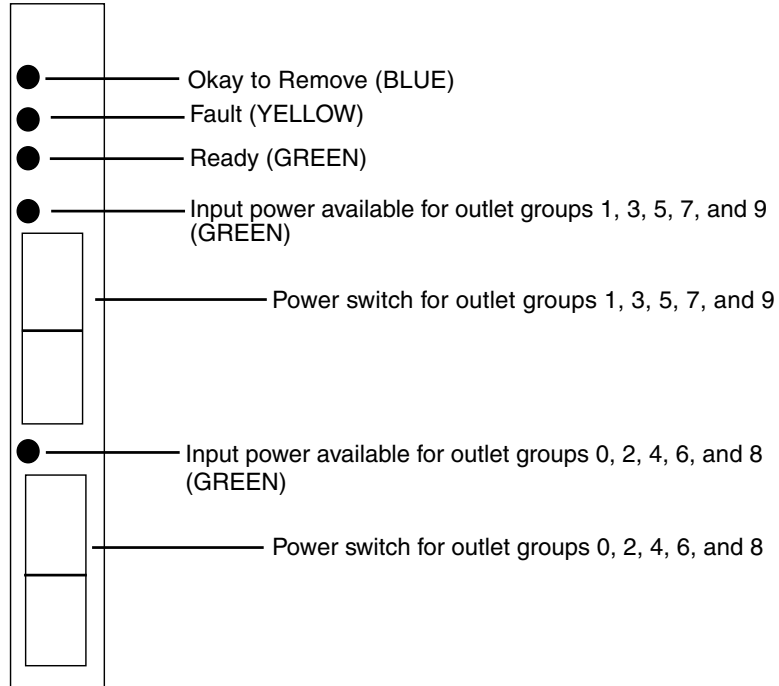 Okay to Remove (BLUE)
Fault (YELLOW)
Ready (GREEN)
Input power available for outlet groups 1, 3, 5, 7, and 9
(GREEN)
Power switch for outlet groups 1, 3, 5, 7, and 9
Input power available for outlet groups 0, 2, 4, 6, and 8
(GREEN)
Power switch for outlet groups 0, 2, 4, 6, and 8